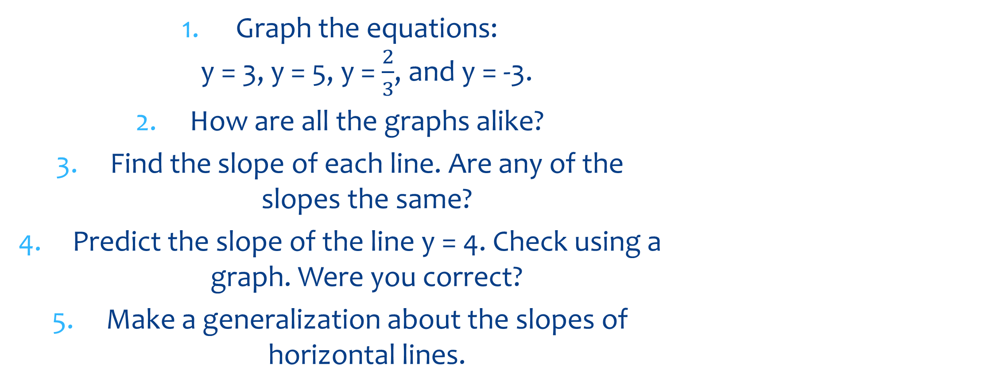 1. Graph the equations:
y = 3, y = 5, y = 2/3, and y = -3.
2. How are all the graphs alike?
3. Find the slope of each line. Are any of the
slopes the same?
4. Predict the slope of the line y = 4. Check using a
graph. Were you correct?
5. Make a generalization about the slopes of
horizontal lines.